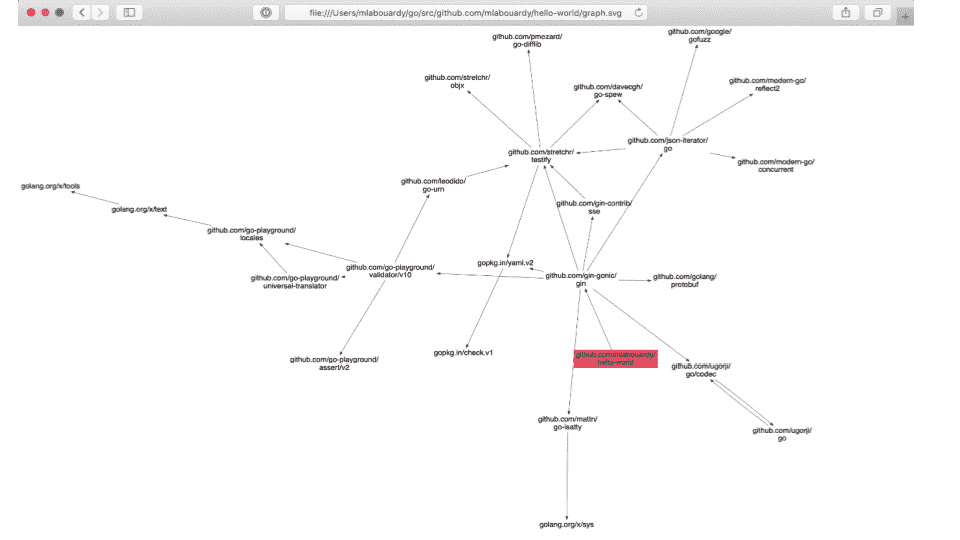 file:///Users/mlabouardy/go/src/github.com/mlabouardy/hello-world/graph.svg
github.com/pmezard/
go-difflib
github.com/google/
gofuzz
github.com/stretchr/
objx
github.com/davecgh/
go-spew
github.com/modern-go/
reflect2
github.com/json-iterator/
go
github.com/stretchr/
testify
github.com/modern-go/
concurrent
github.com/leodido/
go-urn
golang.org/x/tools
golang.org/x/text
github.com/gin-contrib/
sse
github.com/go-playground/
locales
gopkg.in/yaml.v2
github.com/go-playground/
validator/v10
github.com/go-playground/
universal-translator
github.com/gin-gonic/
gin
github.com/golang/
protobuf
github.com/go-playground/
assert/v2
gopkg.in/check.v1
github.com/mlabouardy/
hello-world
github.com/ugorji/
go/codec
github.com/mattn/
go-isatty
github.com/ugorji/
go
golang.org/x/sys